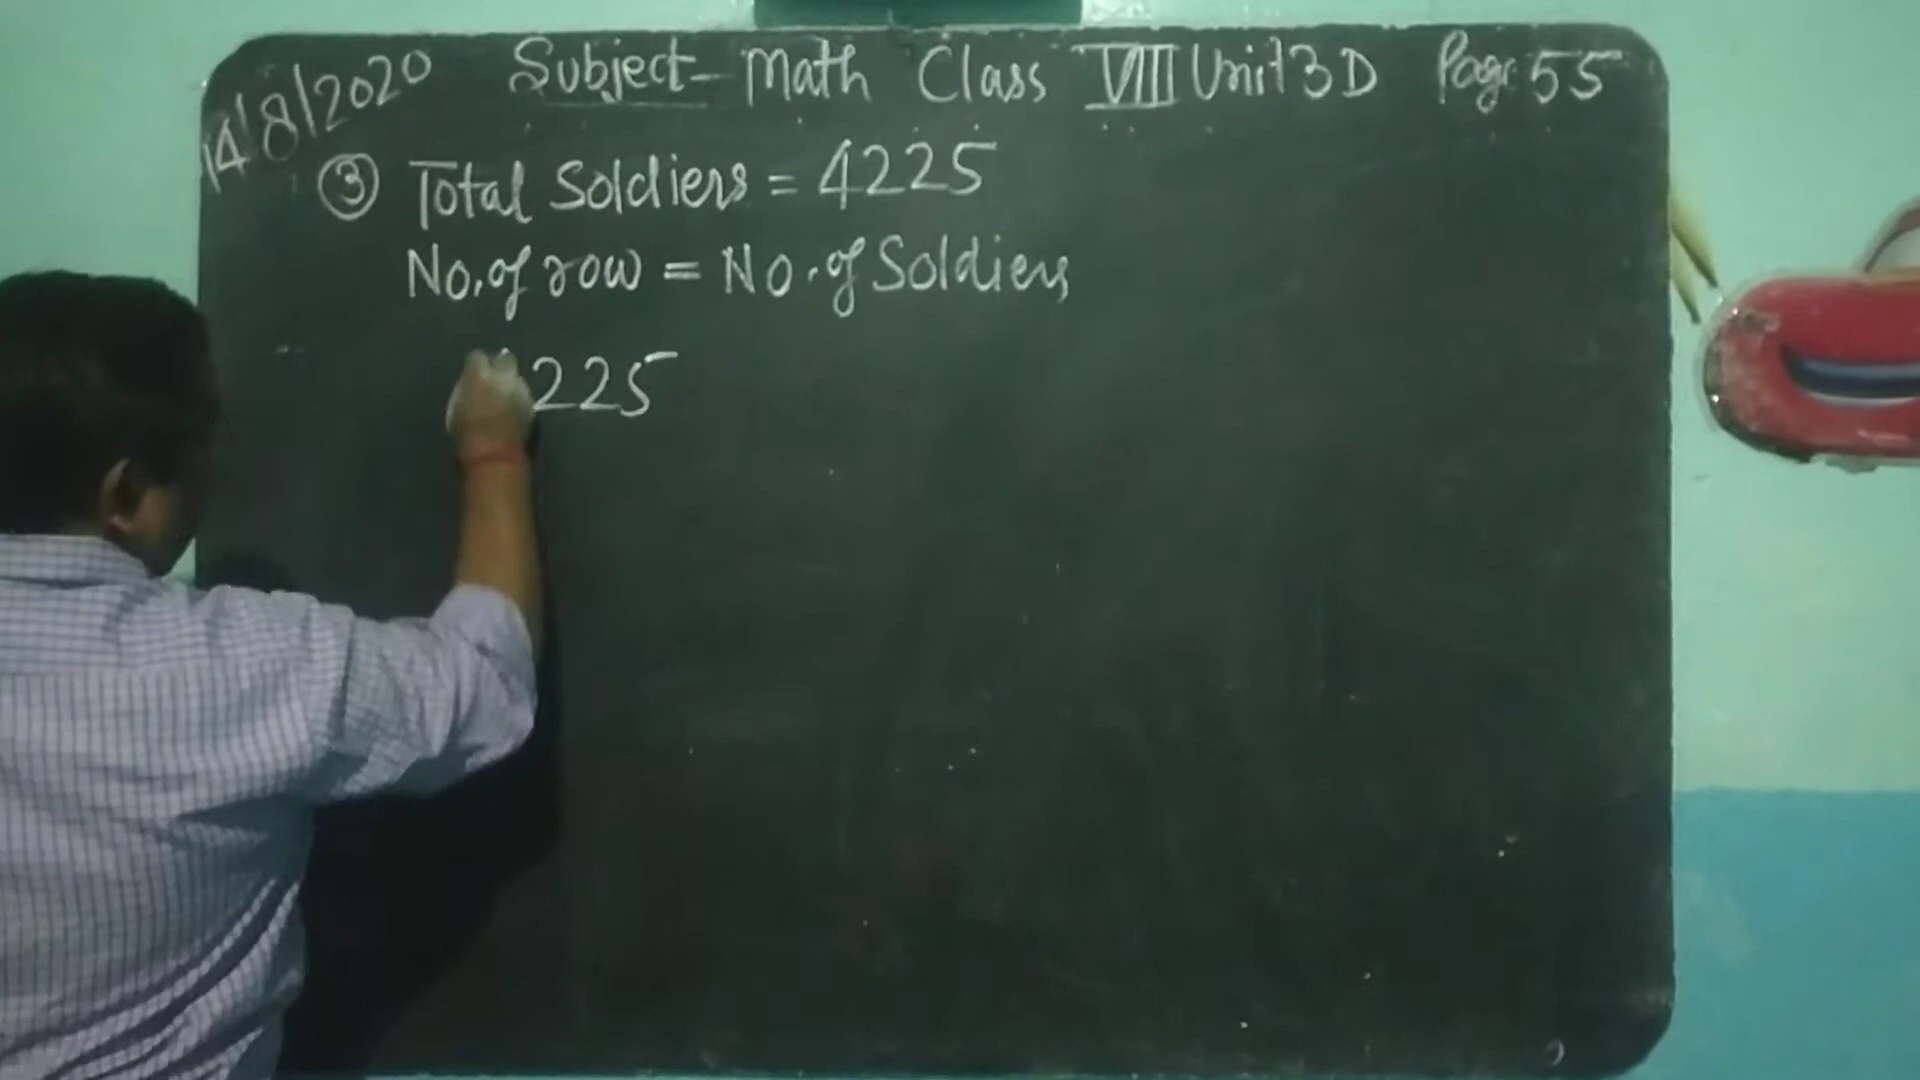 14/8/2020 Subject- Math Class VIII Unit 3D Page 55
③ Total Soldiers = 4225
No. of row = No. of Soldiers
225